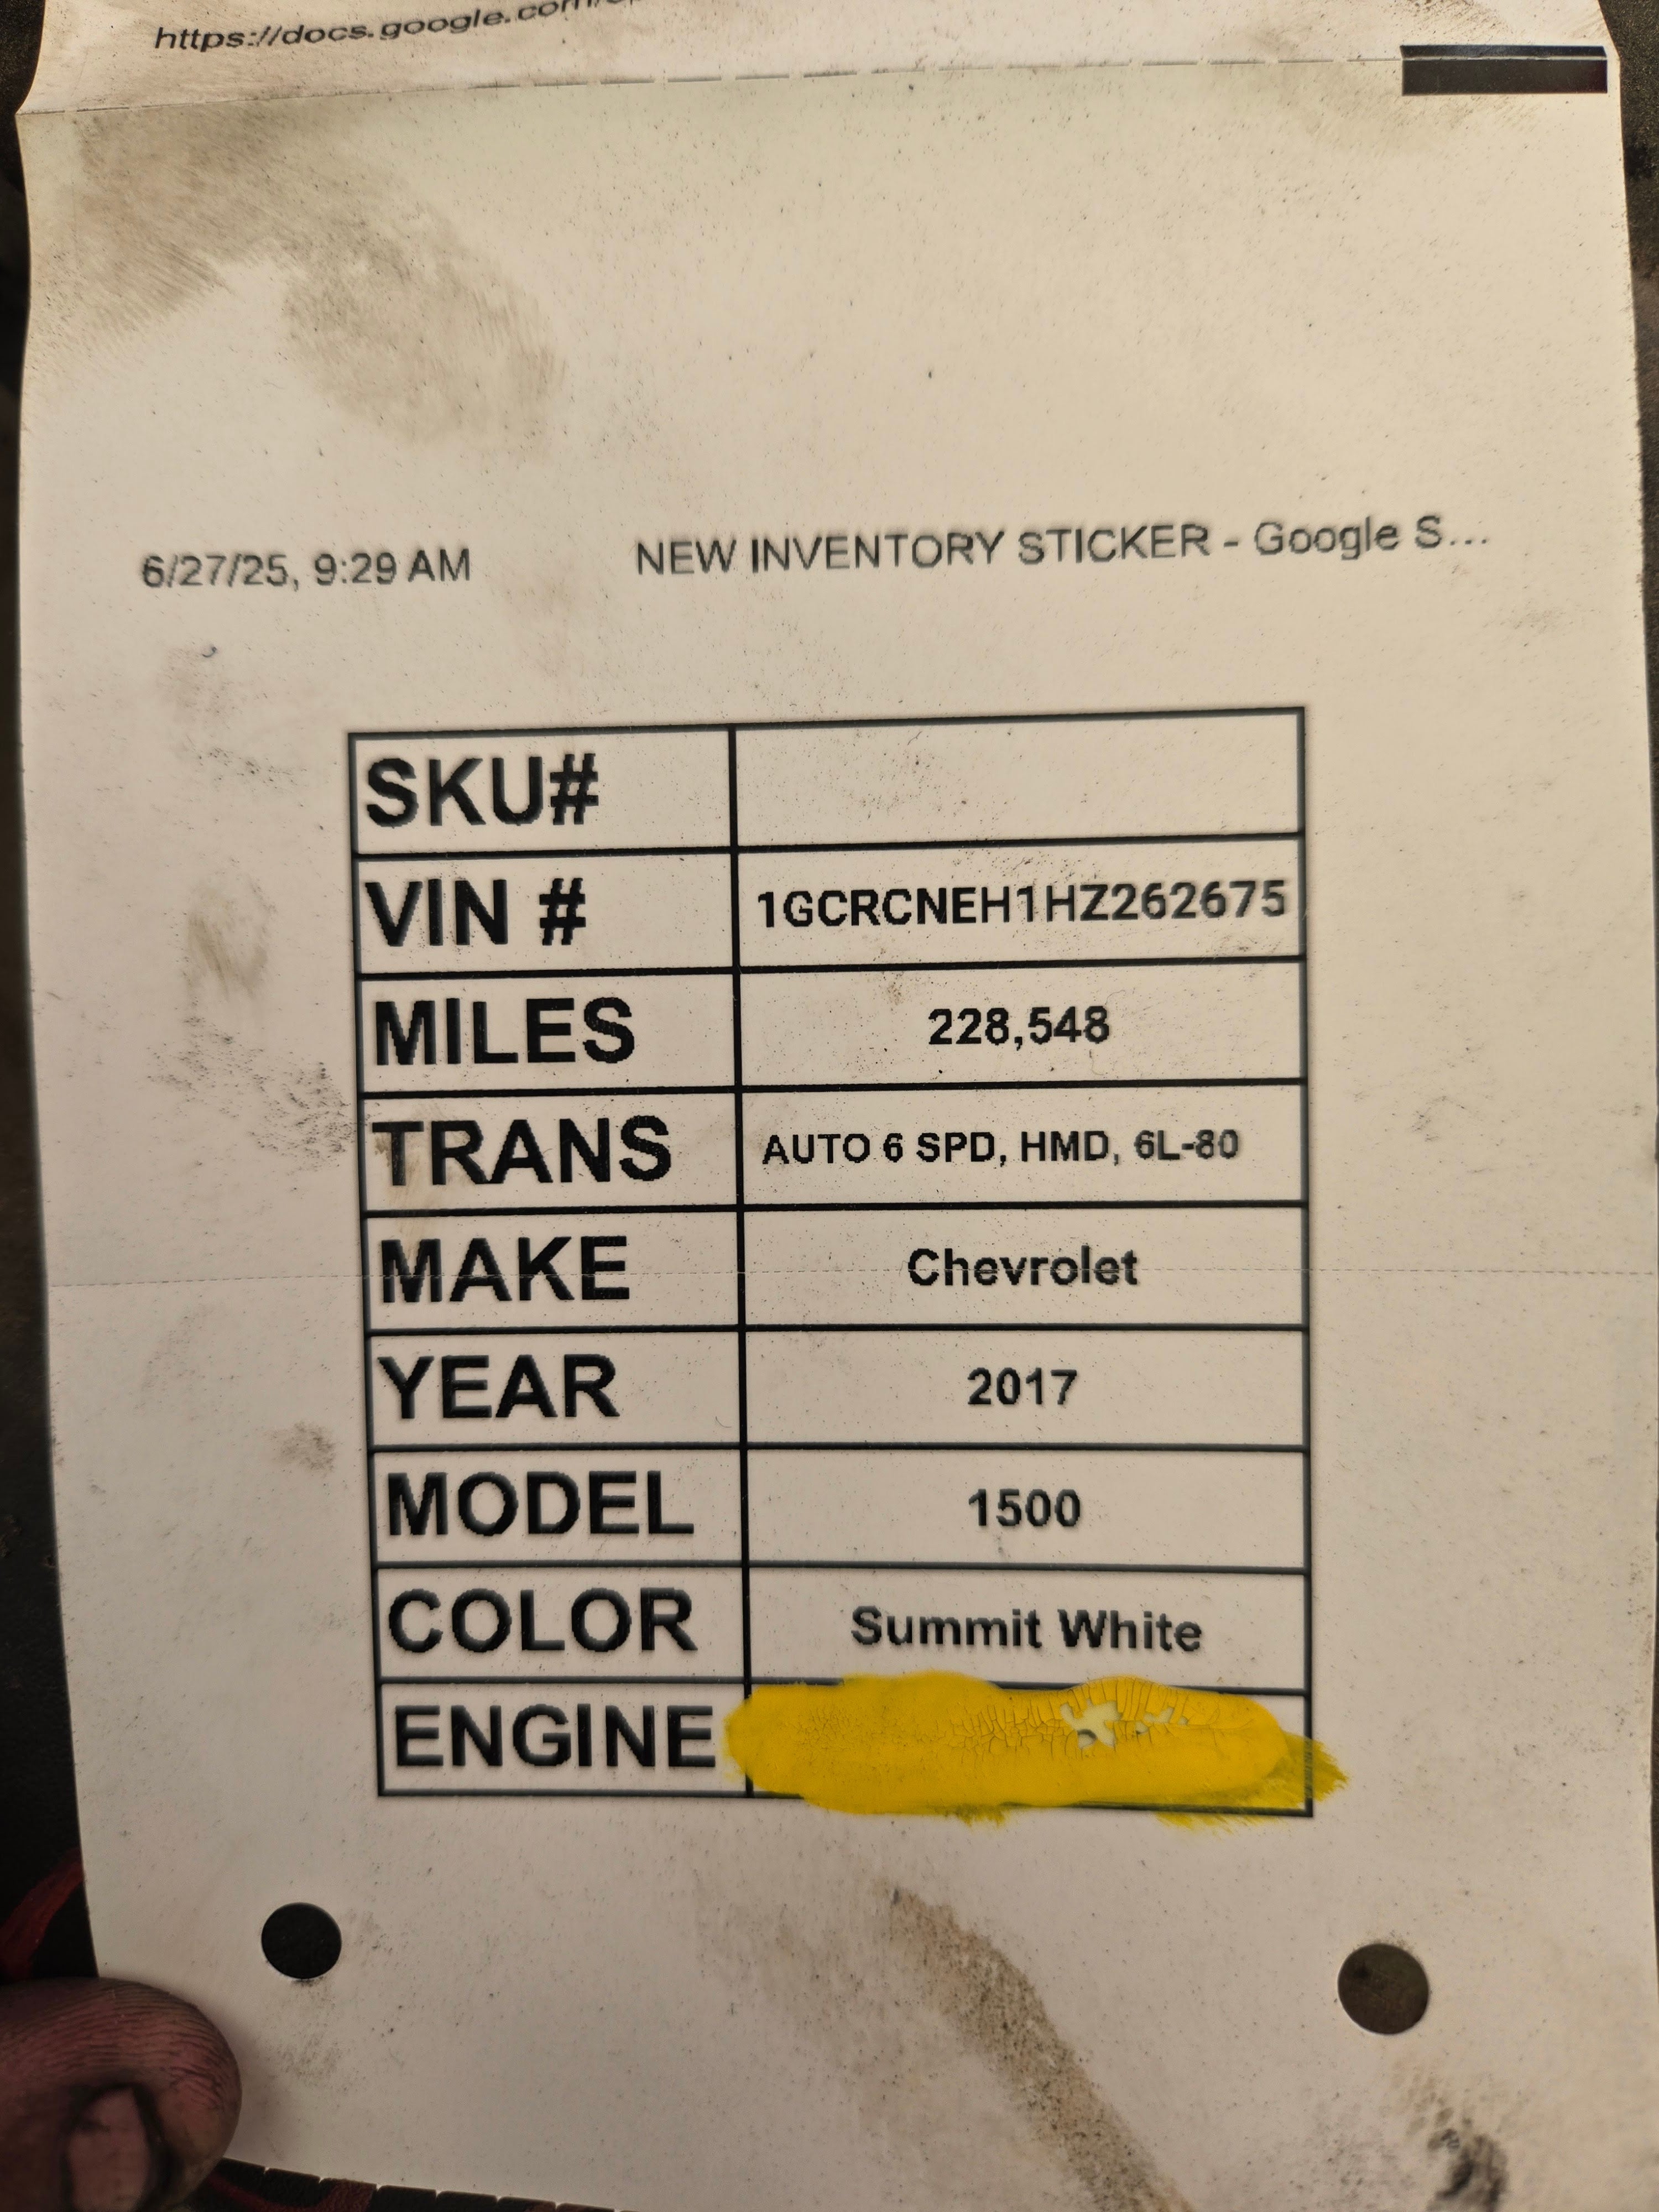 https://docs.google.com/
6/27/25, 9:29 AM NEW INVENTORY STICKER - Google S...
SKU#
VIN # 1GCRCNEH1HZ262675
MILES 228,548
TRANS AUTO 6 SPD, HMD, 6L-80
MAKE Chevrolet
YEAR 2017
MODEL 1500
COLOR Summit White
ENGINE